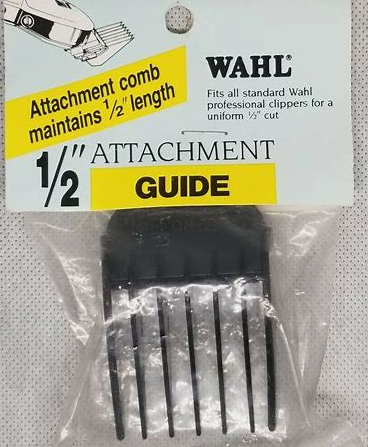 Attachment comb
maintains 1/2" length
WAHL®
Fits all standard Wahl
professional clippers for a
uniform 1/2" cut
1/2" ATTACHMENT
GUIDE